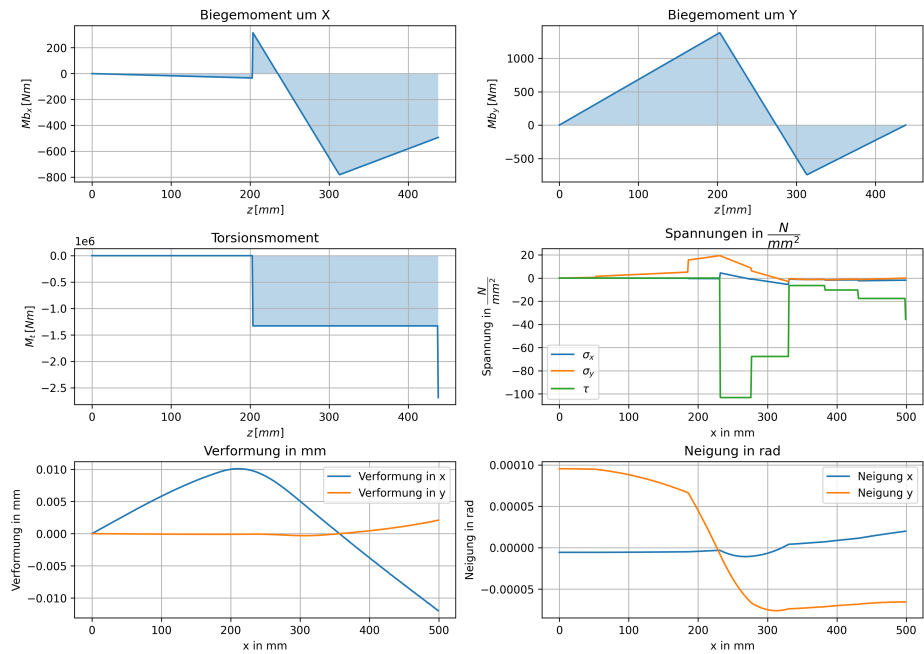 Biegemoment um X
200
0
−200
−400
−600
−800
Mb_x [Nm]
0
100
200
300
400
z [mm]
Biegemoment um Y
1000
500
0
−500
Mb_y [Nm]
0
100
200
300
400
z [mm]
Torsionsmoment
1e6
0.0
−0.5
−1.0
−1.5
−2.0
−2.5
M_t [Nm]
0
100
200
300
400
z [mm]
Spannungen in N/mm²
20
0
−20
−40
−60
−80
−100
Spannung in N/mm²
σ_x
σ_y
τ
0
100
200
300
400
500
x in mm
Verformung in mm
0.010
0.005
0.000
−0.005
−0.010
Verformung in mm
Verformung in x
Verformung in y
0
100
200
300
400
500
x in mm
Neigung in rad
0.00010
0.00005
0.00000
−0.00005
Neigung in rad
Neigung x
Neigung y
0
100
200
300
400
500
x in mm